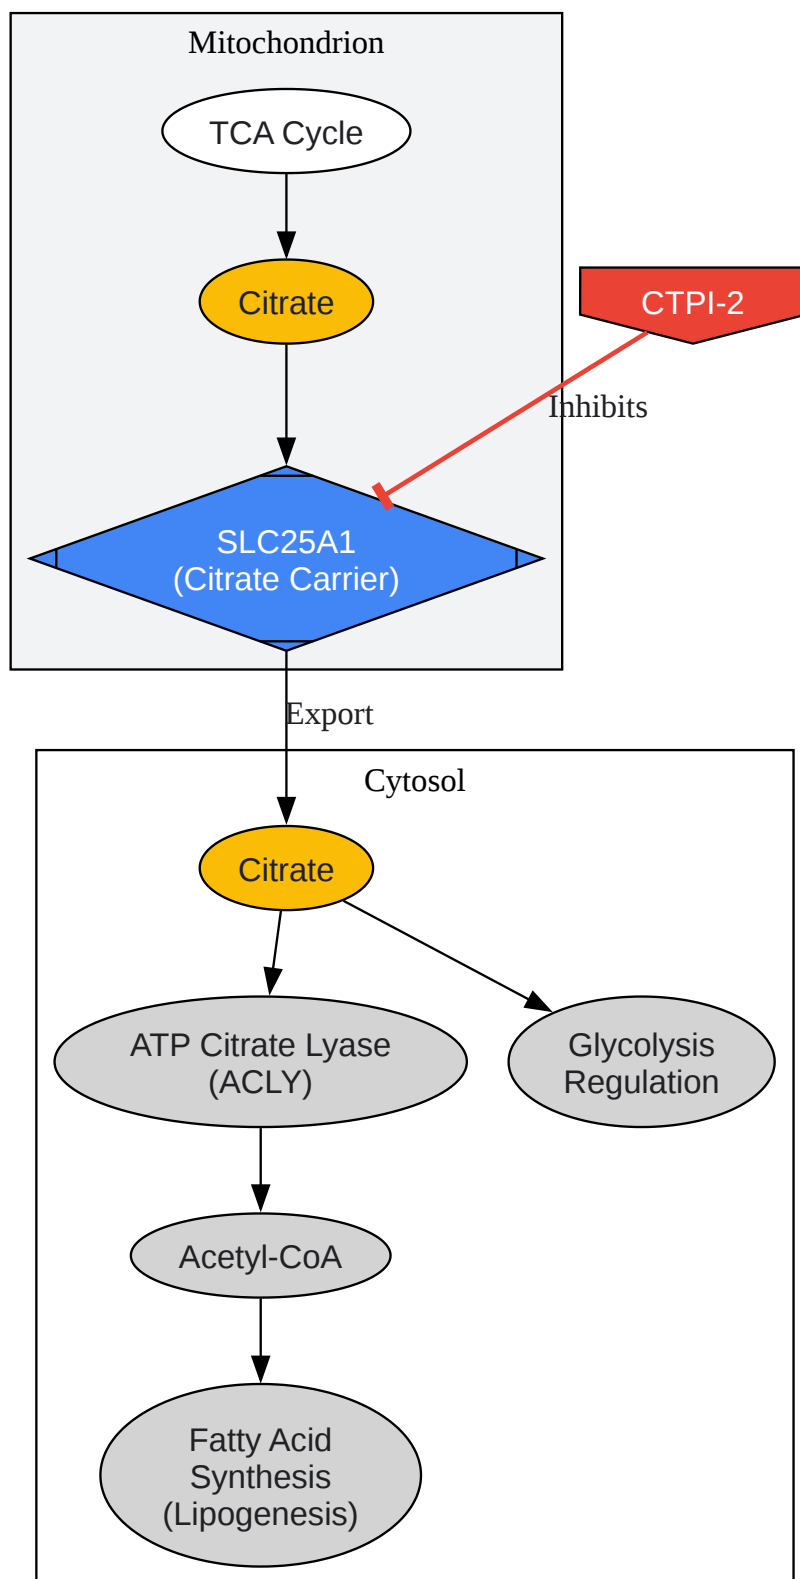 Mitochondrion
TCA Cycle
Citrate
CTPI-2
Inhibits
SLC25A1
(Citrate Carrier)
Export
Cytosol
Citrate
ATP Citrate Lyase
(ACLY)
Glycolysis
Regulation
Acetyl-CoA
Fatty Acid
Synthesis
(Lipogenesis)